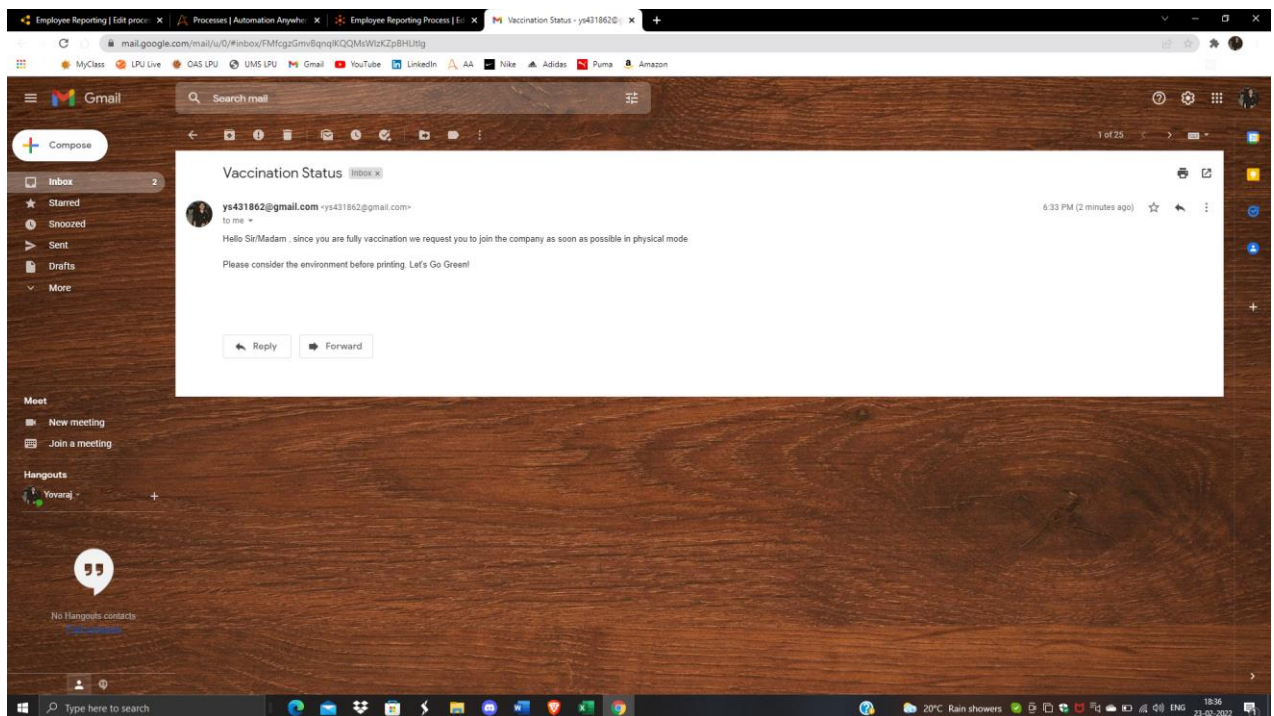 Employee Reporting | Edit proce
Processes | Automation Anywher
Employee Reporting Process | Ed
Vaccination Status - ys431862@g
mail.google.com/mail/u/0/#inbox/FMfcgzGmvBqnqlKQQMsWlzKZpBHLltlg
MyClass
LPU Live
OAS LPU
UMS LPU
Gmail
YouTube
LinkedIn
AA
Nike
Adidas
Puma
Amazon
Gmail
Search mail
Compose
1 of 25
Inbox 2
Starred
Snoozed
Sent
Drafts
More
Vaccination Status Inbox x
ys431862@gmail.com <ys431862@gmail.com>
6:33 PM (2 minutes ago)
to me
Hello Sir/Madam , since you are fully vaccination we request you to join the company as soon as possible in physical mode
Please consider the environment before printing. Let's Go Green!
Reply
Forward
Meet
New meeting
Join a meeting
Hangouts
Yovaraj
No Hangouts contacts
Type here to search
20°C Rain showers
ENG
18:36
23-02-2022